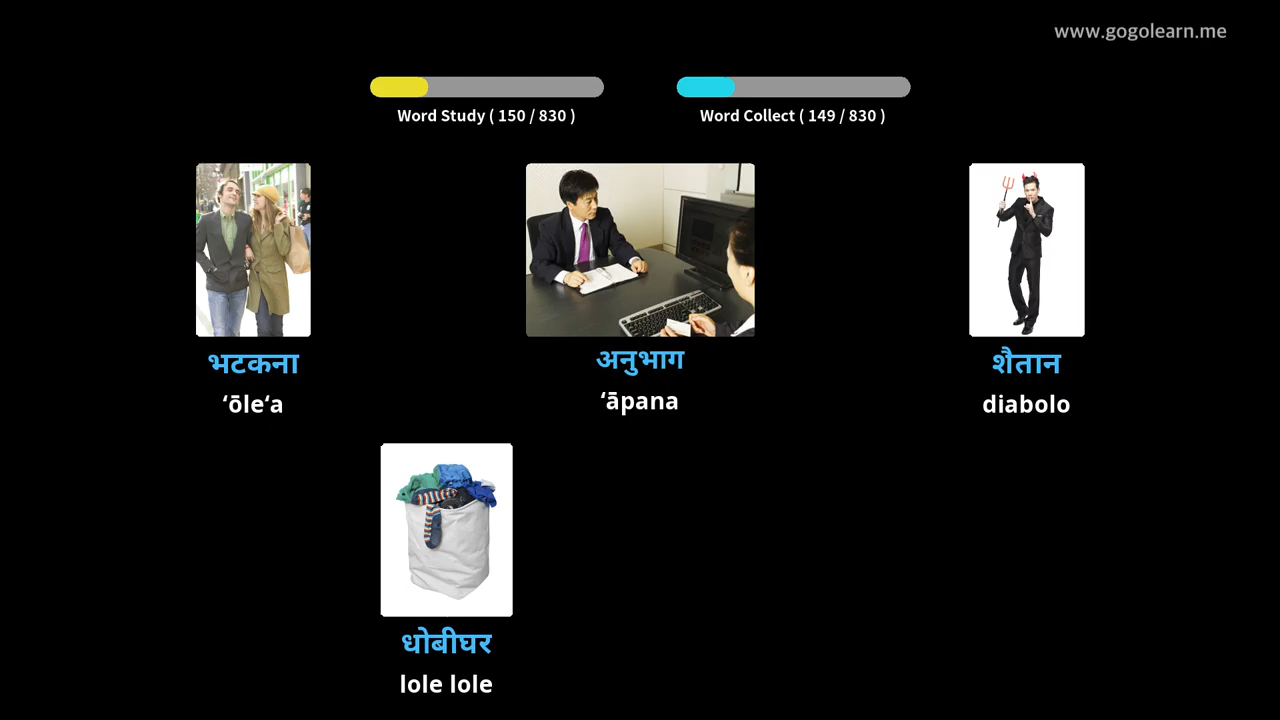 www.gogolearn.me
Word Study ( 150 / 830 )
Word Collect ( 149 / 830 )
भटकना
ʻōleʻa
अनुभाग
ʻāpana
शैतान
diabolo
धोबीघर
lole lole